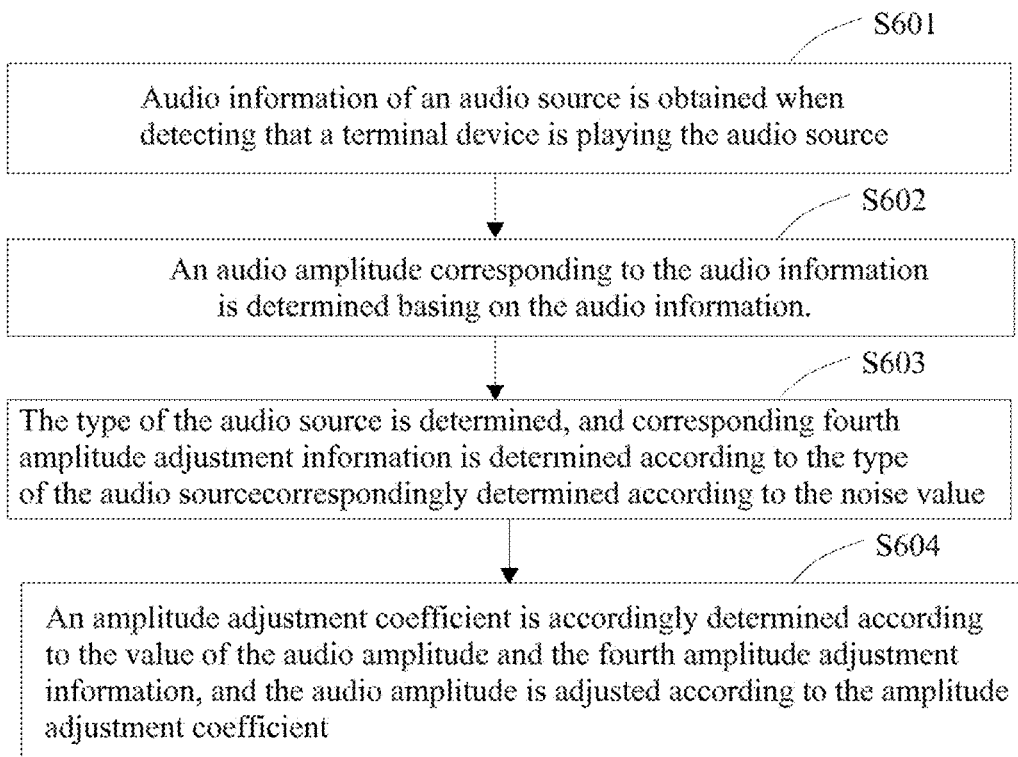 S601
Audio information of an audio source is obtained when
detecting that a terminal device is playing the audio source
S602
An audio amplitude corresponding to the audio information
is determined basing on the audio information.
S603
The type of the audio source is determined, and corresponding fourth
amplitude adjustment information is determined according to the type
of the audio sourcecorrespondingly determined according to the noise value
S604
An amplitude adjustment coefficient is accordingly determined according
to the value of the audio amplitude and the fourth amplitude adjustment
information, and the audio amplitude is adjusted according to the amplitude
adjustment coefficient